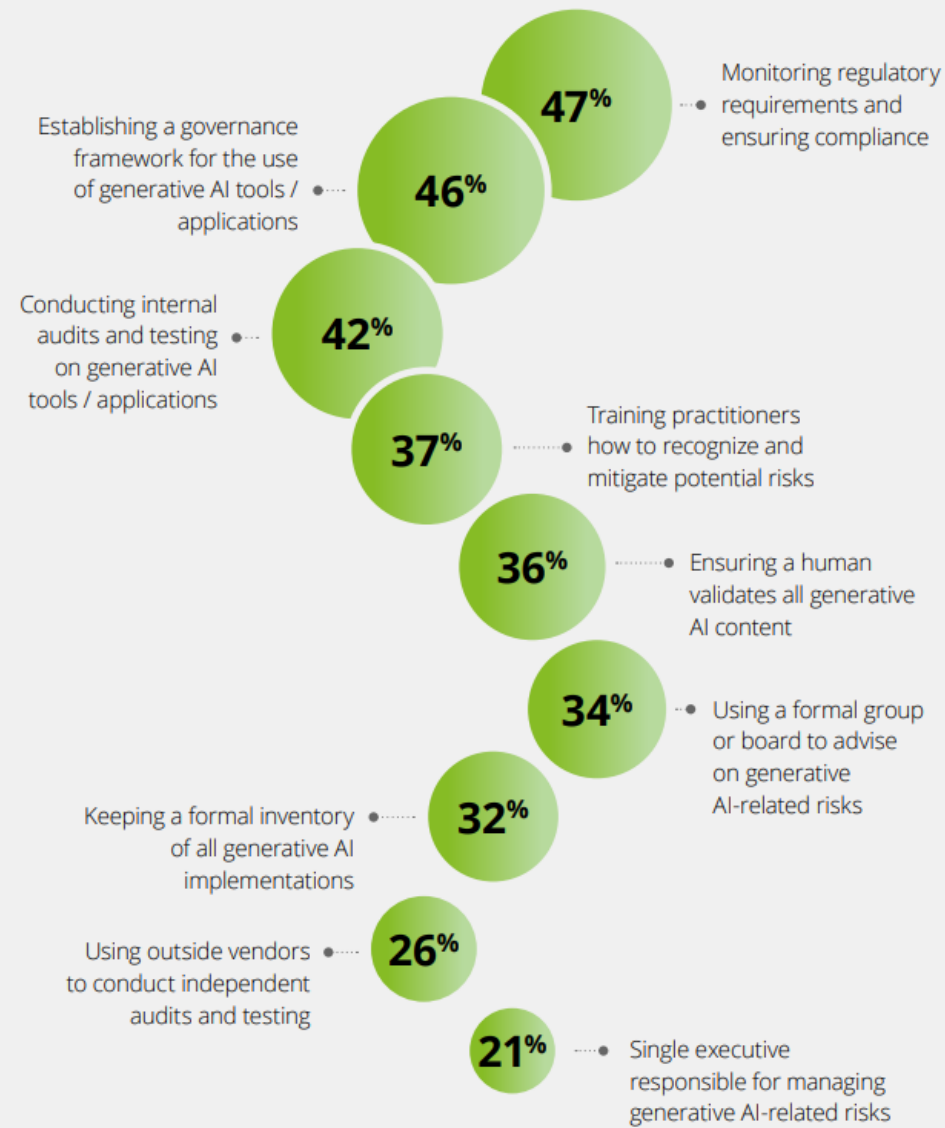 47%
Monitoring regulatory
requirements and
ensuring compliance
Establishing a governance
framework for the use
of generative AI tools /
applications
46%
Conducting internal
audits and testing
on generative AI
tools / applications
42%
37%
Training practitioners
how to recognize and
mitigate potential risks
36%
Ensuring a human
validates all generative
AI content
34%
Using a formal group
or board to advise
on generative
AI-related risks
Keeping a formal inventory
of all generative AI
implementations
32%
Using outside vendors
to conduct independent
audits and testing
26%
21%
Single executive
responsible for managing
generative AI-related risks